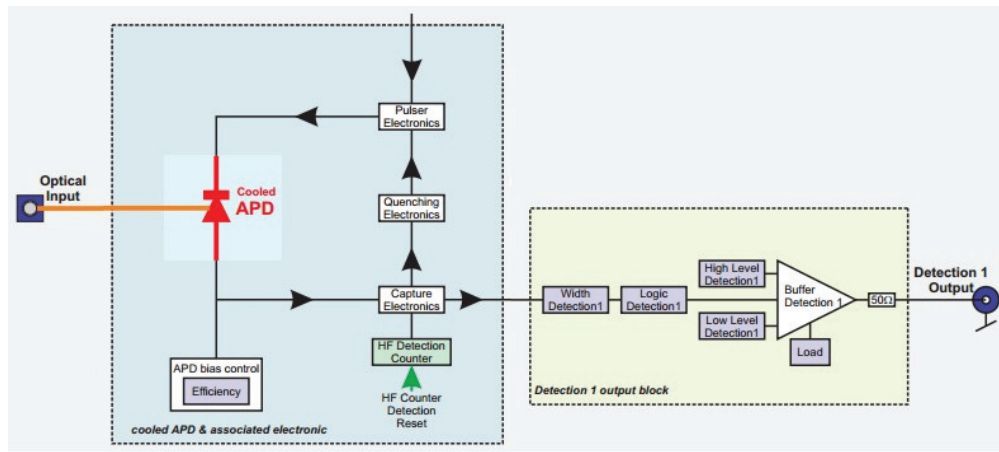 Pulser
Electronics
Optical
Input
Cooled
APD
Quenching
Electronics
Capture
Electronics
HF Detection
Counter
HF Counter
Detection
Reset
APD bias control
Efficiency
cooled APD & associated electronic
Width
Detection1
Logic
Detection1
High Level
Detection1
Low Level
Detection1
Buffer
Detection 1
Load
50Ω
Detection 1
Output
Detection 1 output block